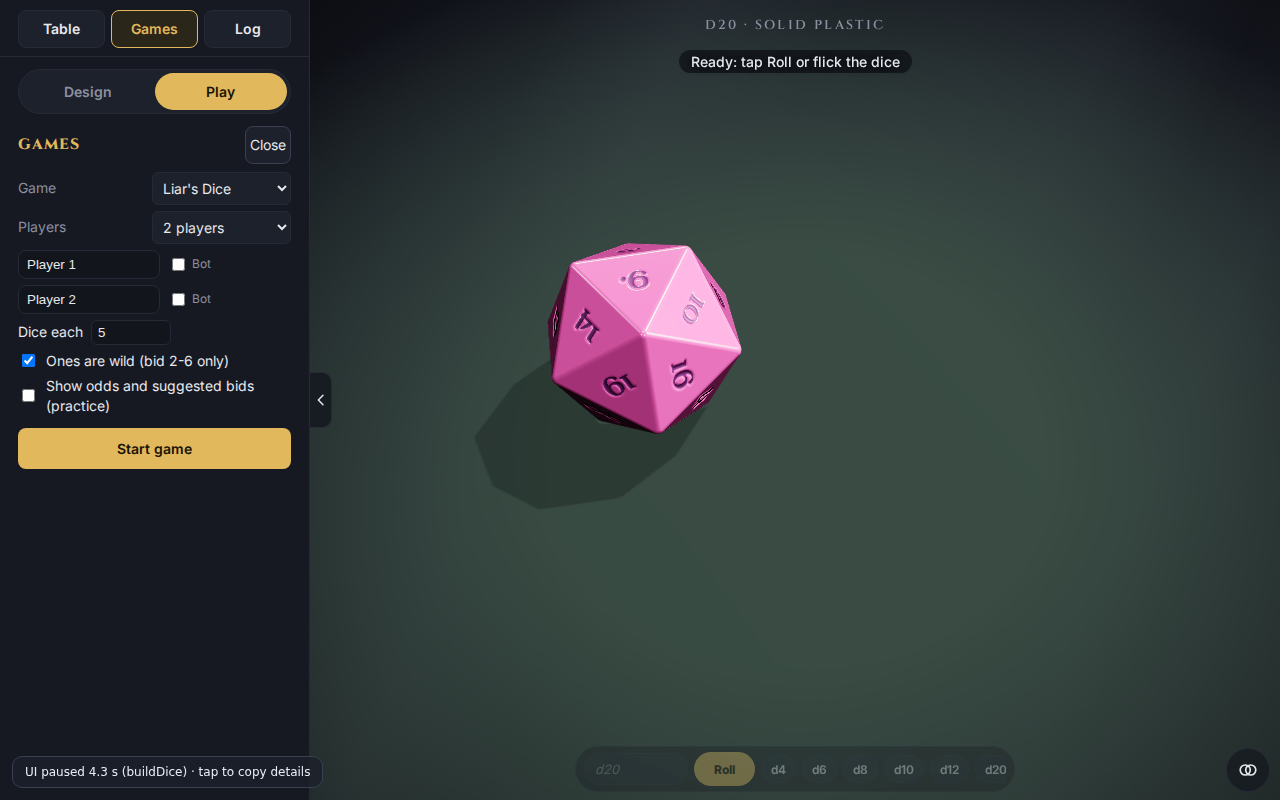 Table
Games
Log
D20 · SOLID PLASTIC
Ready: tap Roll or flick the dice
Design
Play
GAMES
Close
Game
Liar's Dice
Players
2 players
Player 1
Bot
Player 2
Bot
Dice each
5
Ones are wild (bid 2-6 only)
Show odds and suggested bids
(practice)
Start game
9.
10
14
19
16
UI paused 4.3 s (buildDice) · tap to copy details
d20
Roll
d4
d6
d8
d10
d12
d20